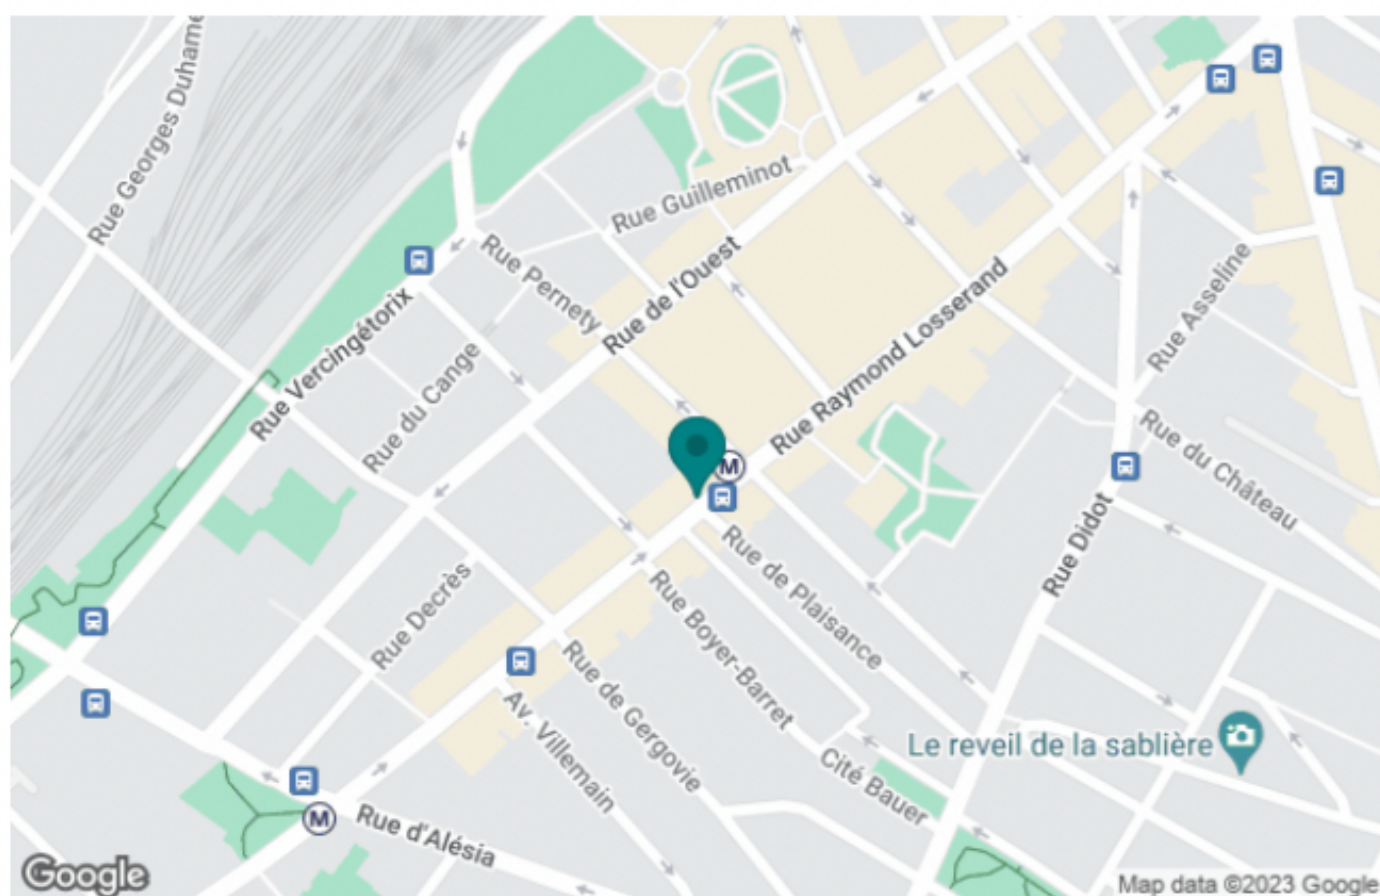 Rue Georges Duhame
Rue Guilleminot
Rue Pernety
Rue de l'Ouest
Rue Vercingétorix
Rue du Cange
Rue Raymond Losserand
Rue Asseline
Rue du Château
M
Rue Didot
Rue de Plaisance
Rue Decrès
Rue Boyer-Barret
Rue de Gergovie
Av. Villemain
Le reveil de la sablière
Cité Bauer
M
Rue d'Alésia
Google
Map data ©2023 Google